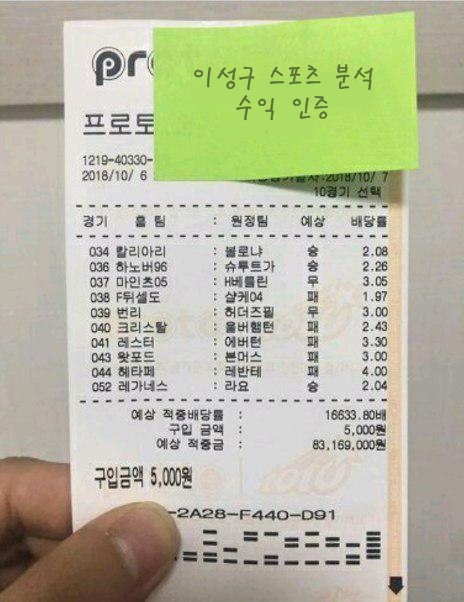 이성구 스포츠 분석
수익 인증
pro
프로토
1219-40330-
2018/10/ 6 :2018/10/ 7
10경기 선택
경기 홈 팀 : 원정팀 예상 배당률
034 칼리아리 : 볼로냐 승 2.08
036 하노버96 : 슈투트가 승 2.26
037 마인츠05 : H베를린 무 3.05
038 F뒤셀도 : 샬케04 패 1.97
039 번리 : 허더즈필 무 3.00
040 크리스탈 : 울버햄턴 패 2.43
041 레스터 : 에버턴 패 3.30
043 왓포드 : 본머스 패 3.00
044 헤타페 : 레반테 패 4.00
052 레가네스 : 라요 승 2.04
예상 적중배당률 : 16633.80배
구입 금액 : 5,000원
예상 적중금 : 83,169,000원
구입금액 5,000원
-2A28-F440-D91